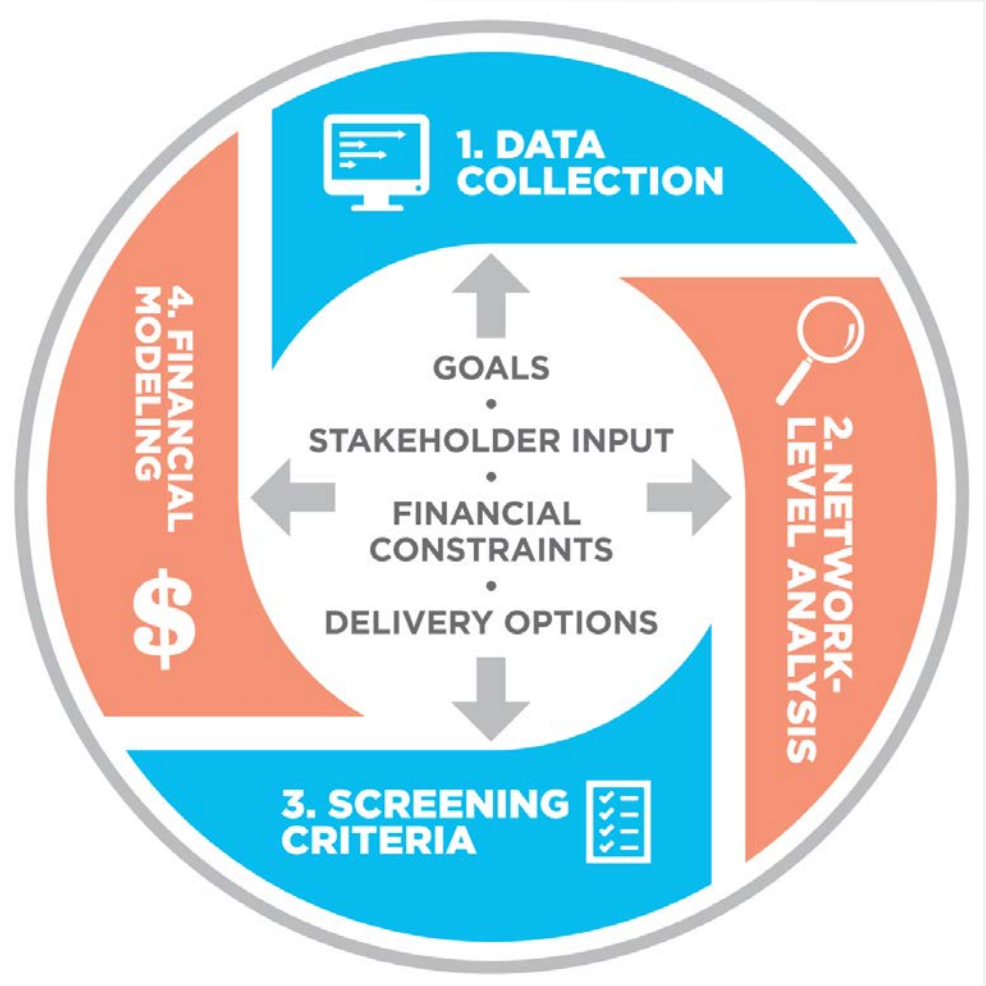 1. DATA
COLLECTION
2. NETWORK-
LEVEL ANALYSIS
3. SCREENING
CRITERIA
4. FINANCIAL
MODELING
$
GOALS
•
STAKEHOLDER INPUT
•
FINANCIAL
CONSTRAINTS
•
DELIVERY OPTIONS